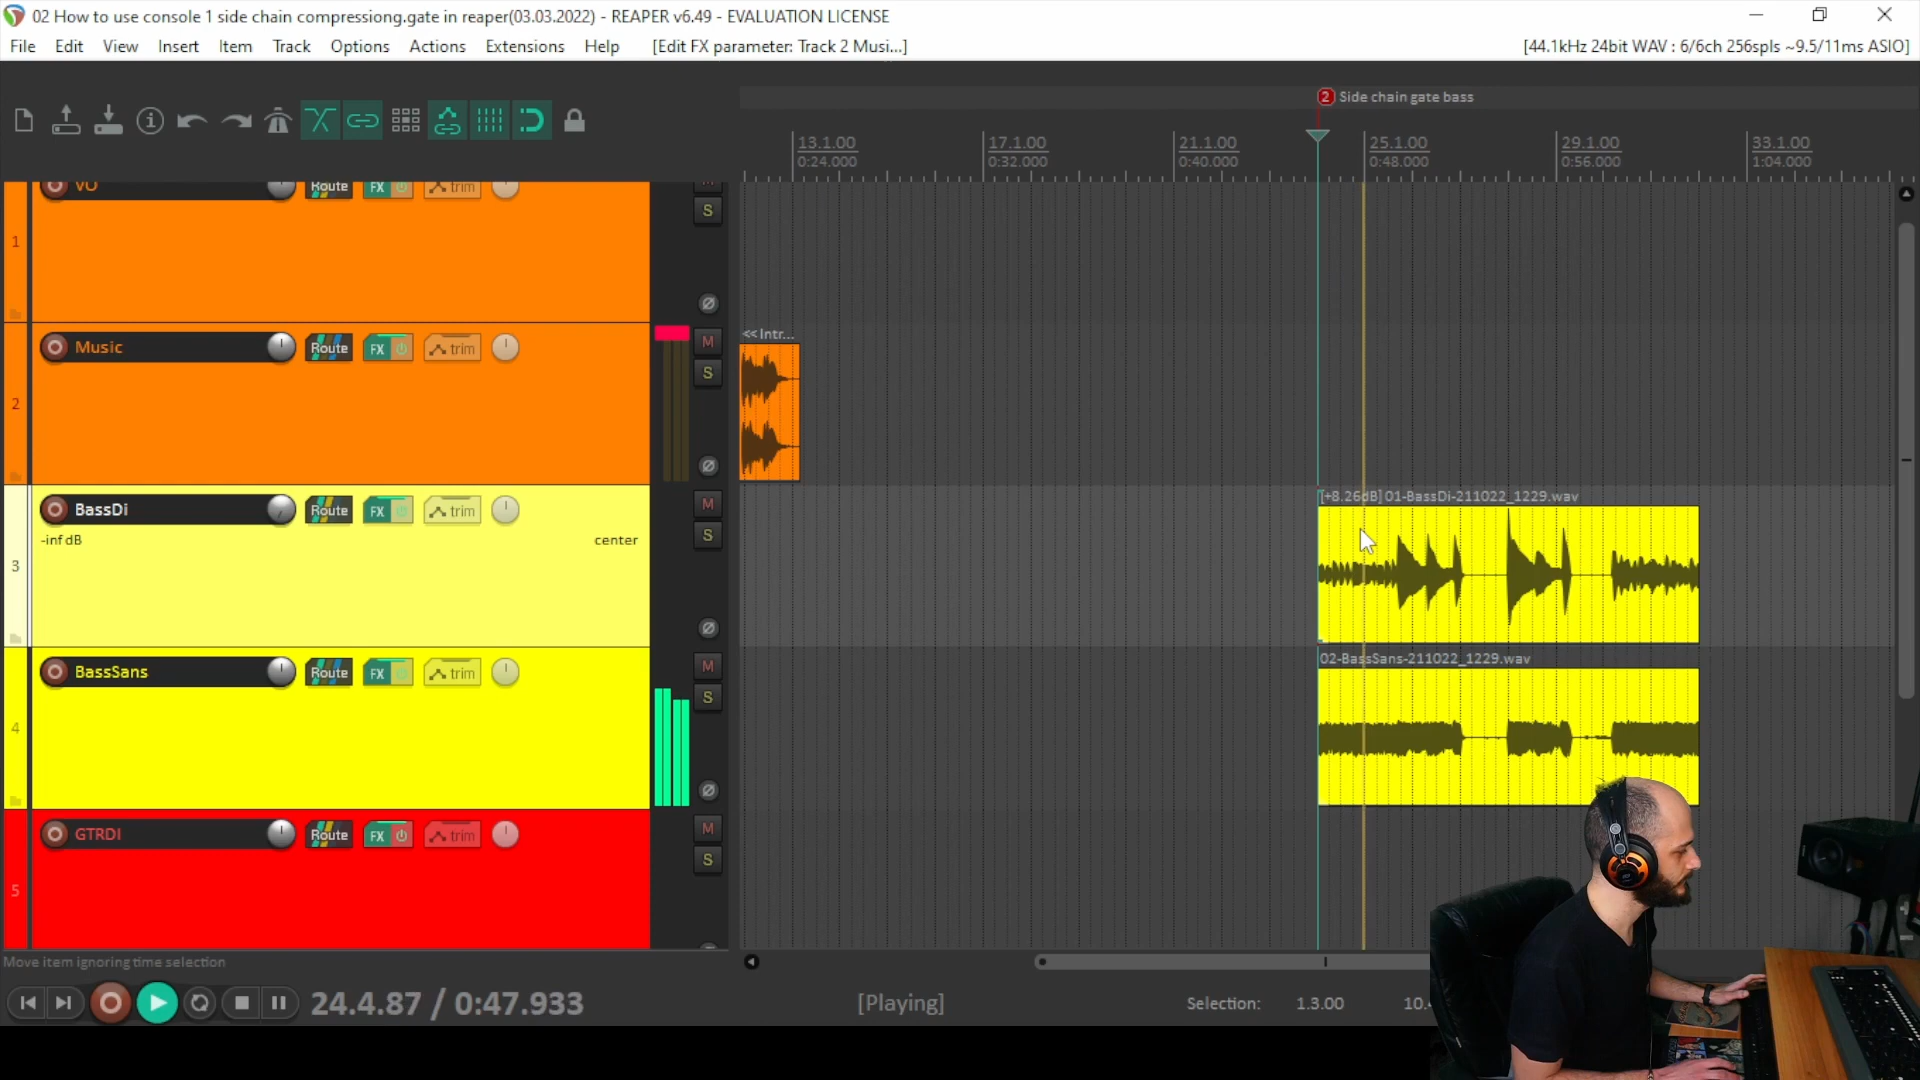 02 How to use console 1 side chain compressiong.gate in reaper(03.03.2022) - REAPER v6.49 - EVALUATION LICENSE
File Edit View Insert Item Track Options Actions Extensions Help [Edit FX parameter: Track 2 Musi...] [44.1kHz 24bit WAV : 6/6ch 256spls ~9.5/11ms ASIO]
2 Side chain gate bass
13.1.00 17.1.00 21.1.00 25.1.00 29.1.00 33.1.00
0:24.000 0:32.000 0:40.000 0:48.000 0:56.000 1:04.000
VO Route FX trim
S
1
<< Intr...
Music Route FX trim M
S
2
[+8.26dB] 01-BassDi-211022_1229.wav
BassDi Route FX trim M
-inf dB center S
3
02-BassSans-211022_1229.wav
BassSans Route FX trim M
S
4
GTRDI Route FX trim M
S
5
Move item ignoring time selection
24.4.87 / 0:47.933 [Playing] Selection: 1.3.00